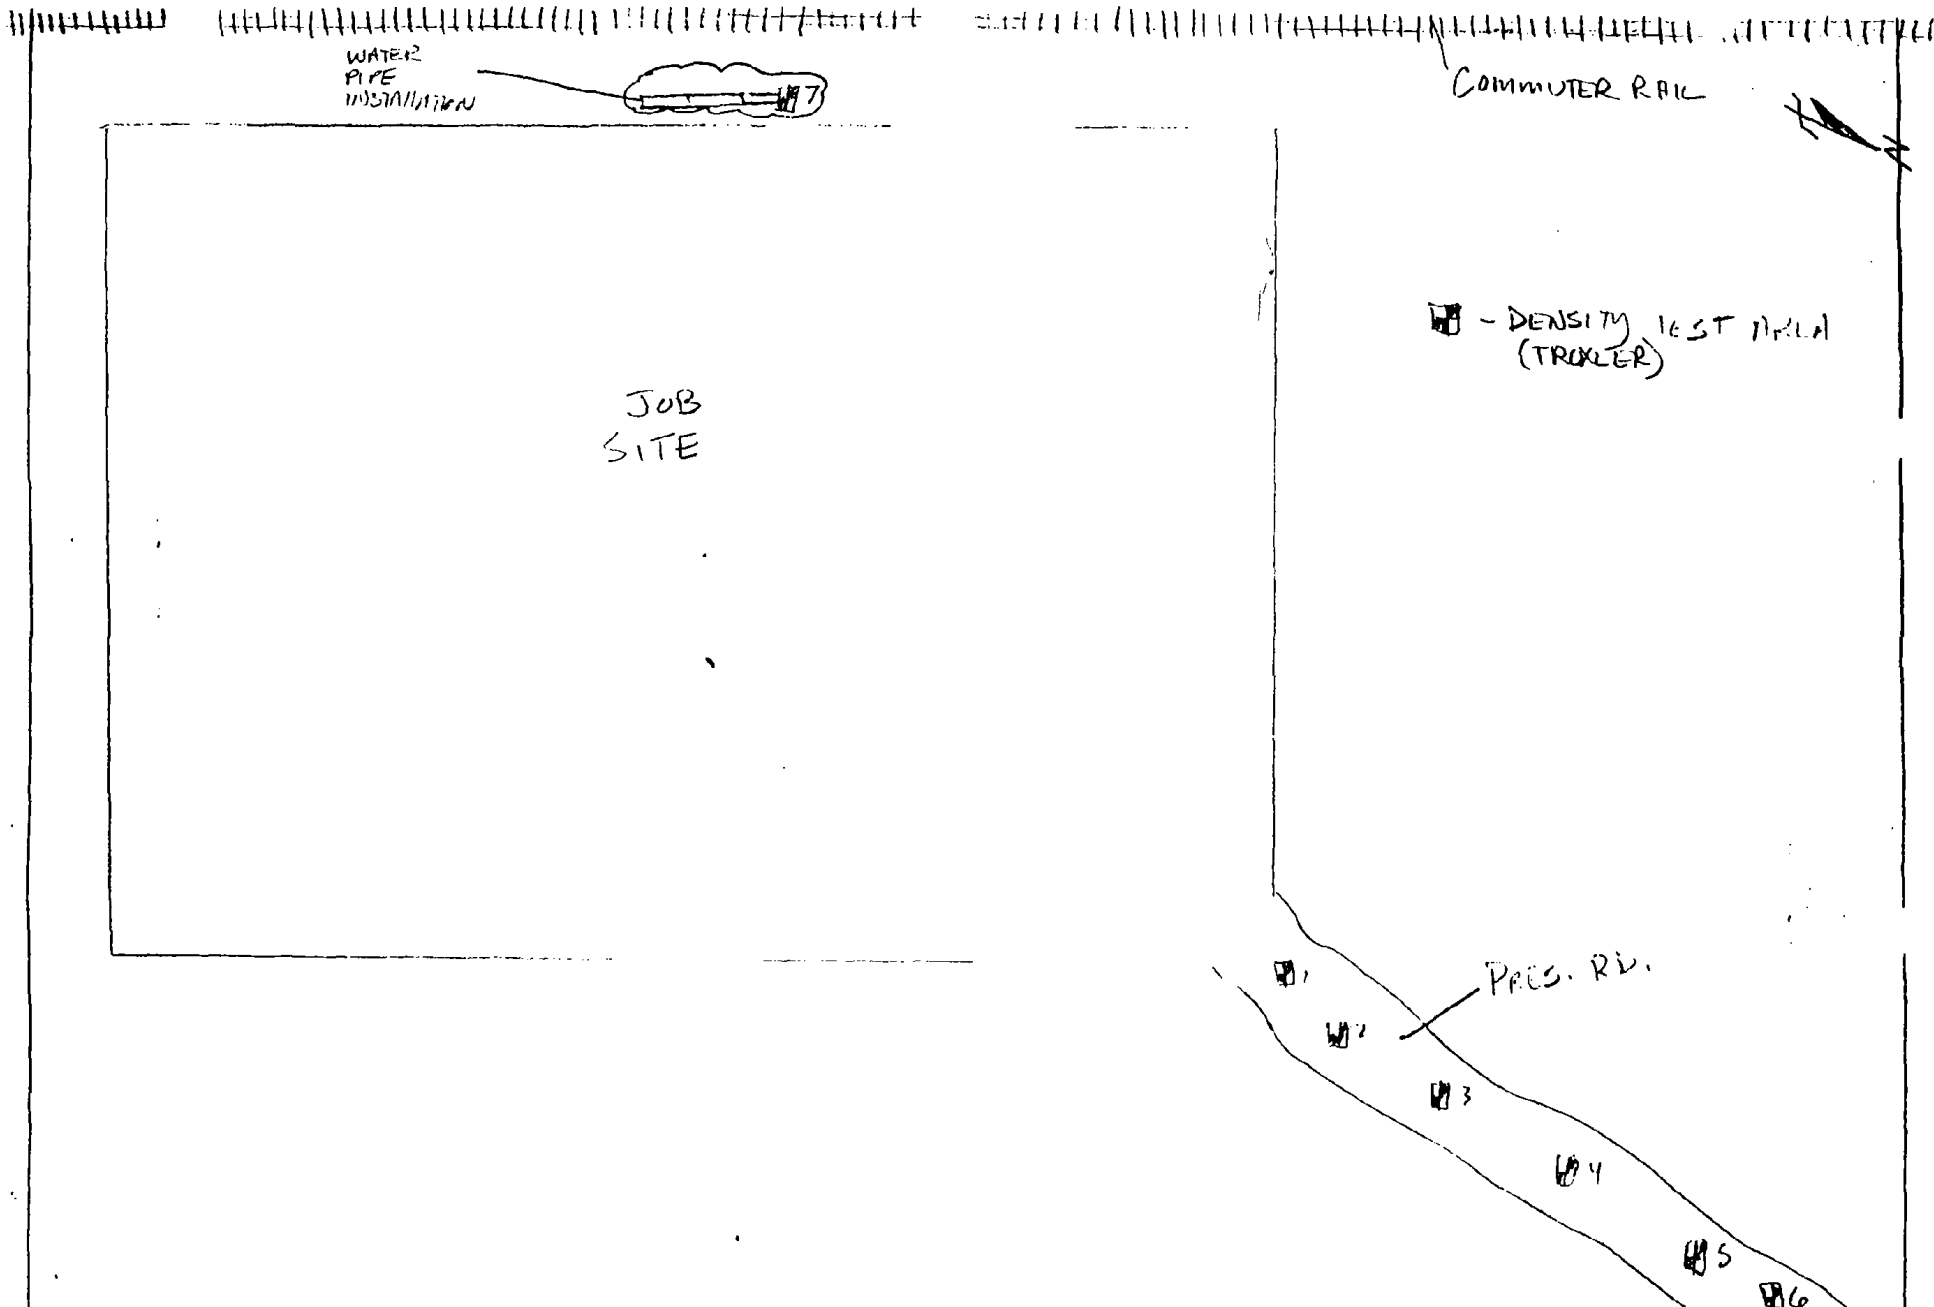 WATER
PIPE
INSTALLATION
7
COMMUTER RAIL
N
- DENSITY TEST AREA
(TROXLER)
JOB
SITE
PRES. RD.
1
2
3
4
5
6